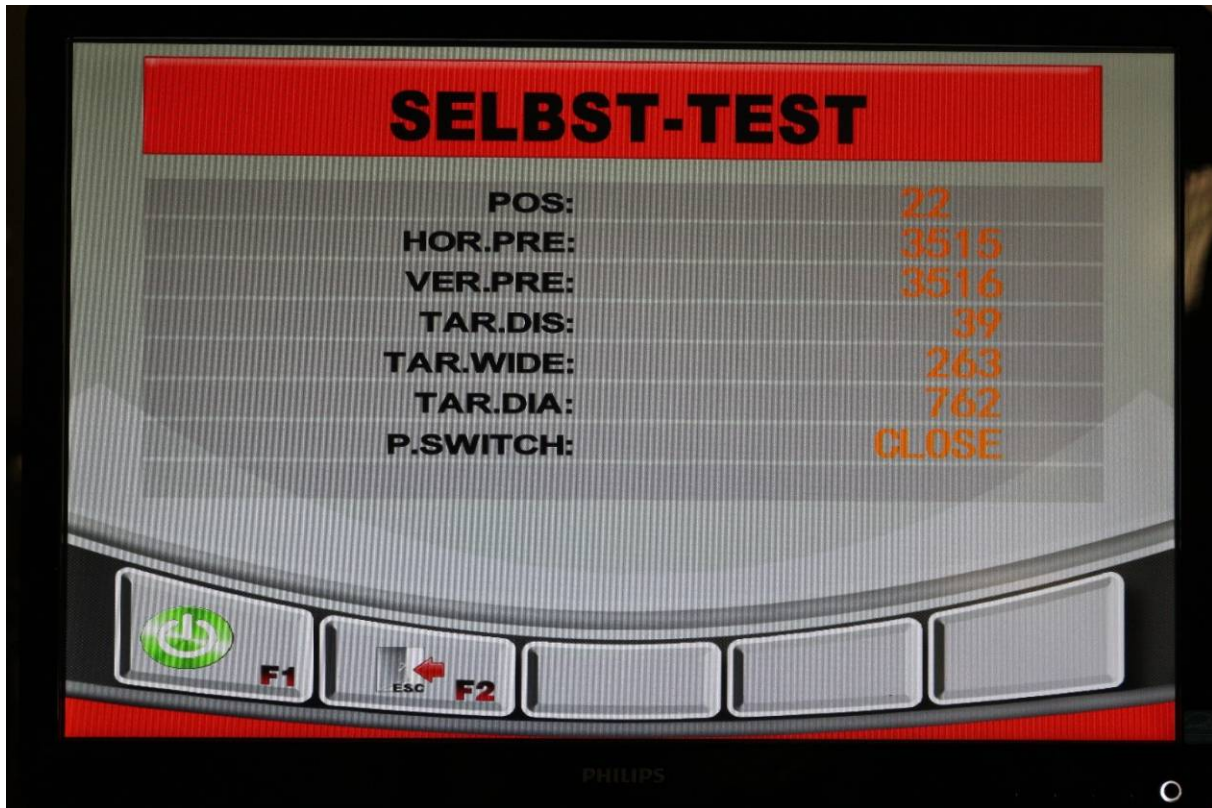 SELBST-TEST
POS: 22
HOR.PRE: 3515
VER.PRE: 3516
TAR.DIS: 39
TAR.WIDE: 263
TAR.DIA: 762
P.SWITCH: CLOSE
F1
ESC F2
PHILIPS